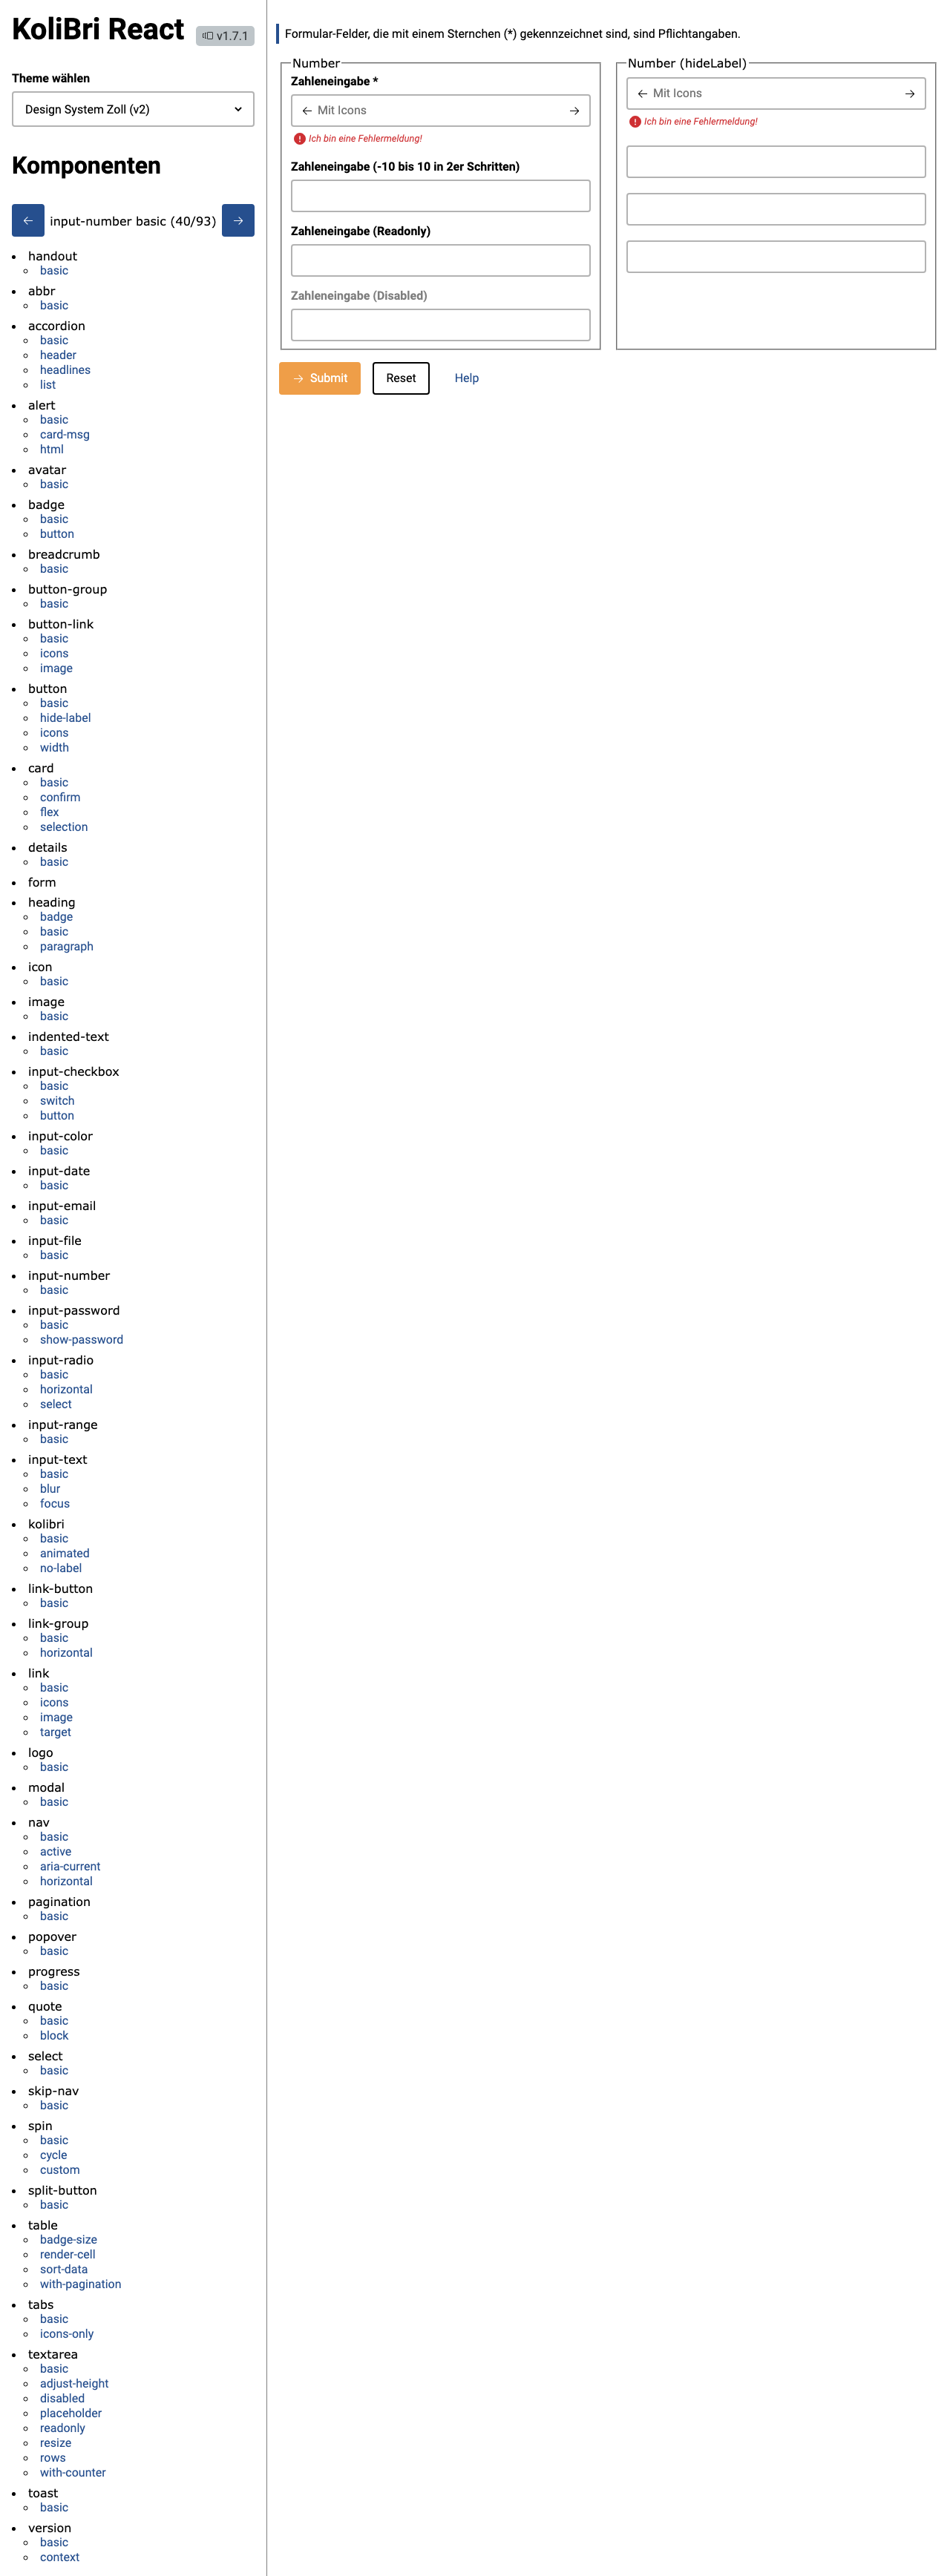 KoliBri React
v1.7.1
Theme wählen
Design System Zoll (v2)
Komponenten
input-number basic (40/93)
handout
basic
abbr
basic
accordion
basic
header
headlines
list
alert
basic
card-msg
html
avatar
basic
badge
basic
button
breadcrumb
basic
button-group
basic
button-link
basic
icons
image
button
basic
hide-label
icons
width
card
basic
confirm
flex
selection
details
basic
form
heading
badge
basic
paragraph
icon
basic
image
basic
indented-text
basic
input-checkbox
basic
switch
button
input-color
basic
input-date
basic
input-email
basic
input-file
basic
input-number
basic
input-password
basic
show-password
input-radio
basic
horizontal
select
input-range
basic
input-text
basic
blur
focus
kolibri
basic
animated
no-label
link-button
basic
link-group
basic
horizontal
link
basic
icons
image
target
logo
basic
modal
basic
nav
basic
active
aria-current
horizontal
pagination
basic
popover
basic
progress
basic
quote
basic
block
select
basic
skip-nav
basic
spin
basic
cycle
custom
split-button
basic
table
badge-size
render-cell
sort-data
with-pagination
tabs
basic
icons-only
textarea
basic
adjust-height
disabled
placeholder
readonly
resize
rows
with-counter
toast
basic
version
basic
context
Formular-Felder, die mit einem Sternchen (*) gekennzeichnet sind, sind Pflichtangaben.
Number
Zahleneingabe *
Mit Icons
Ich bin eine Fehlermeldung!
Zahleneingabe (-10 bis 10 in 2er Schritten)
Zahleneingabe (Readonly)
Zahleneingabe (Disabled)
Number (hideLabel)
Mit Icons
Ich bin eine Fehlermeldung!
Submit
Reset
Help